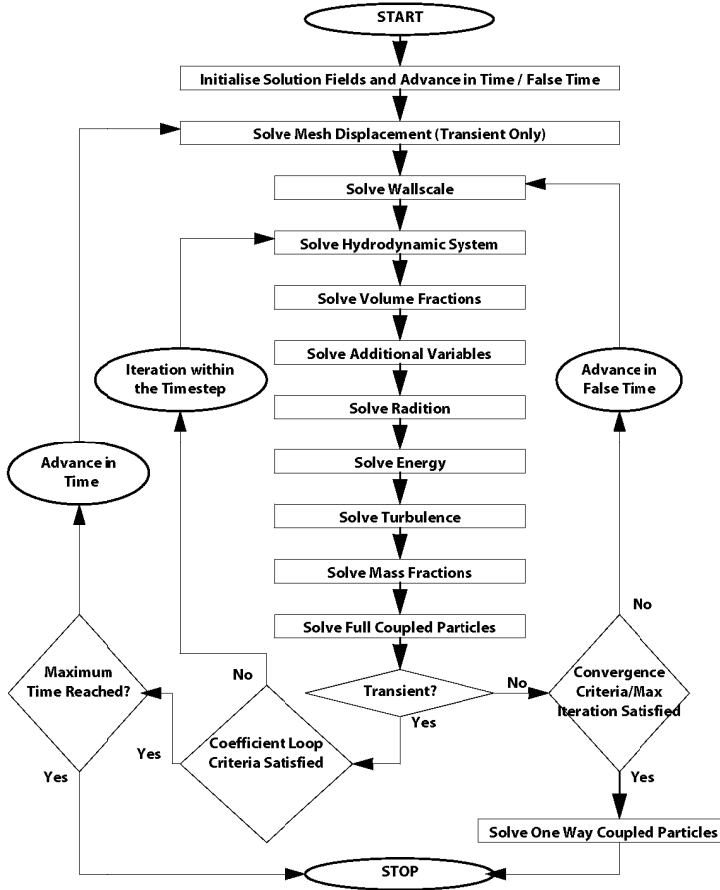 START
Initialise Solution Fields and Advance in Time / False Time
Solve Mesh Displacement (Transient Only)
Solve Wallscale
Solve Hydrodynamic System
Solve Volume Fractions
Iteration within
the Timestep
Solve Additional Variables
Advance in
False Time
Solve Radition
Advance in
Time
Solve Energy
Solve Turbulence
Solve Mass Fractions
No
Solve Full Coupled Particles
Maximum
Time Reached?
No
Transient?
No
Convergence
Criteria/Max
Iteration Satisfied
Yes
Coefficient Loop
Criteria Satisfied
Yes
Yes
Yes
Solve One Way Coupled Particles
STOP